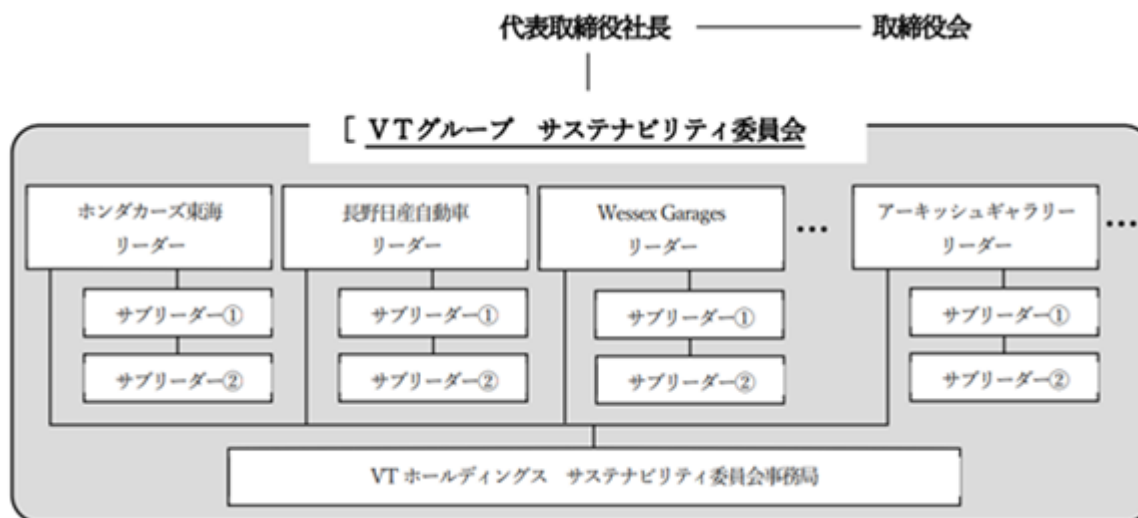 代表取締役社長 取締役会
[ VTグループ サステナビリティ委員会
ホンダカーズ東海
リーダー
サブリーダー①
サブリーダー②
長野日産自動車
リーダー
サブリーダー①
サブリーダー②
Wessex Garages
リーダー
サブリーダー①
サブリーダー②
…
アーキッシュギャラリー
リーダー
サブリーダー①
サブリーダー②
…
VTホールディングス サステナビリティ委員会事務局